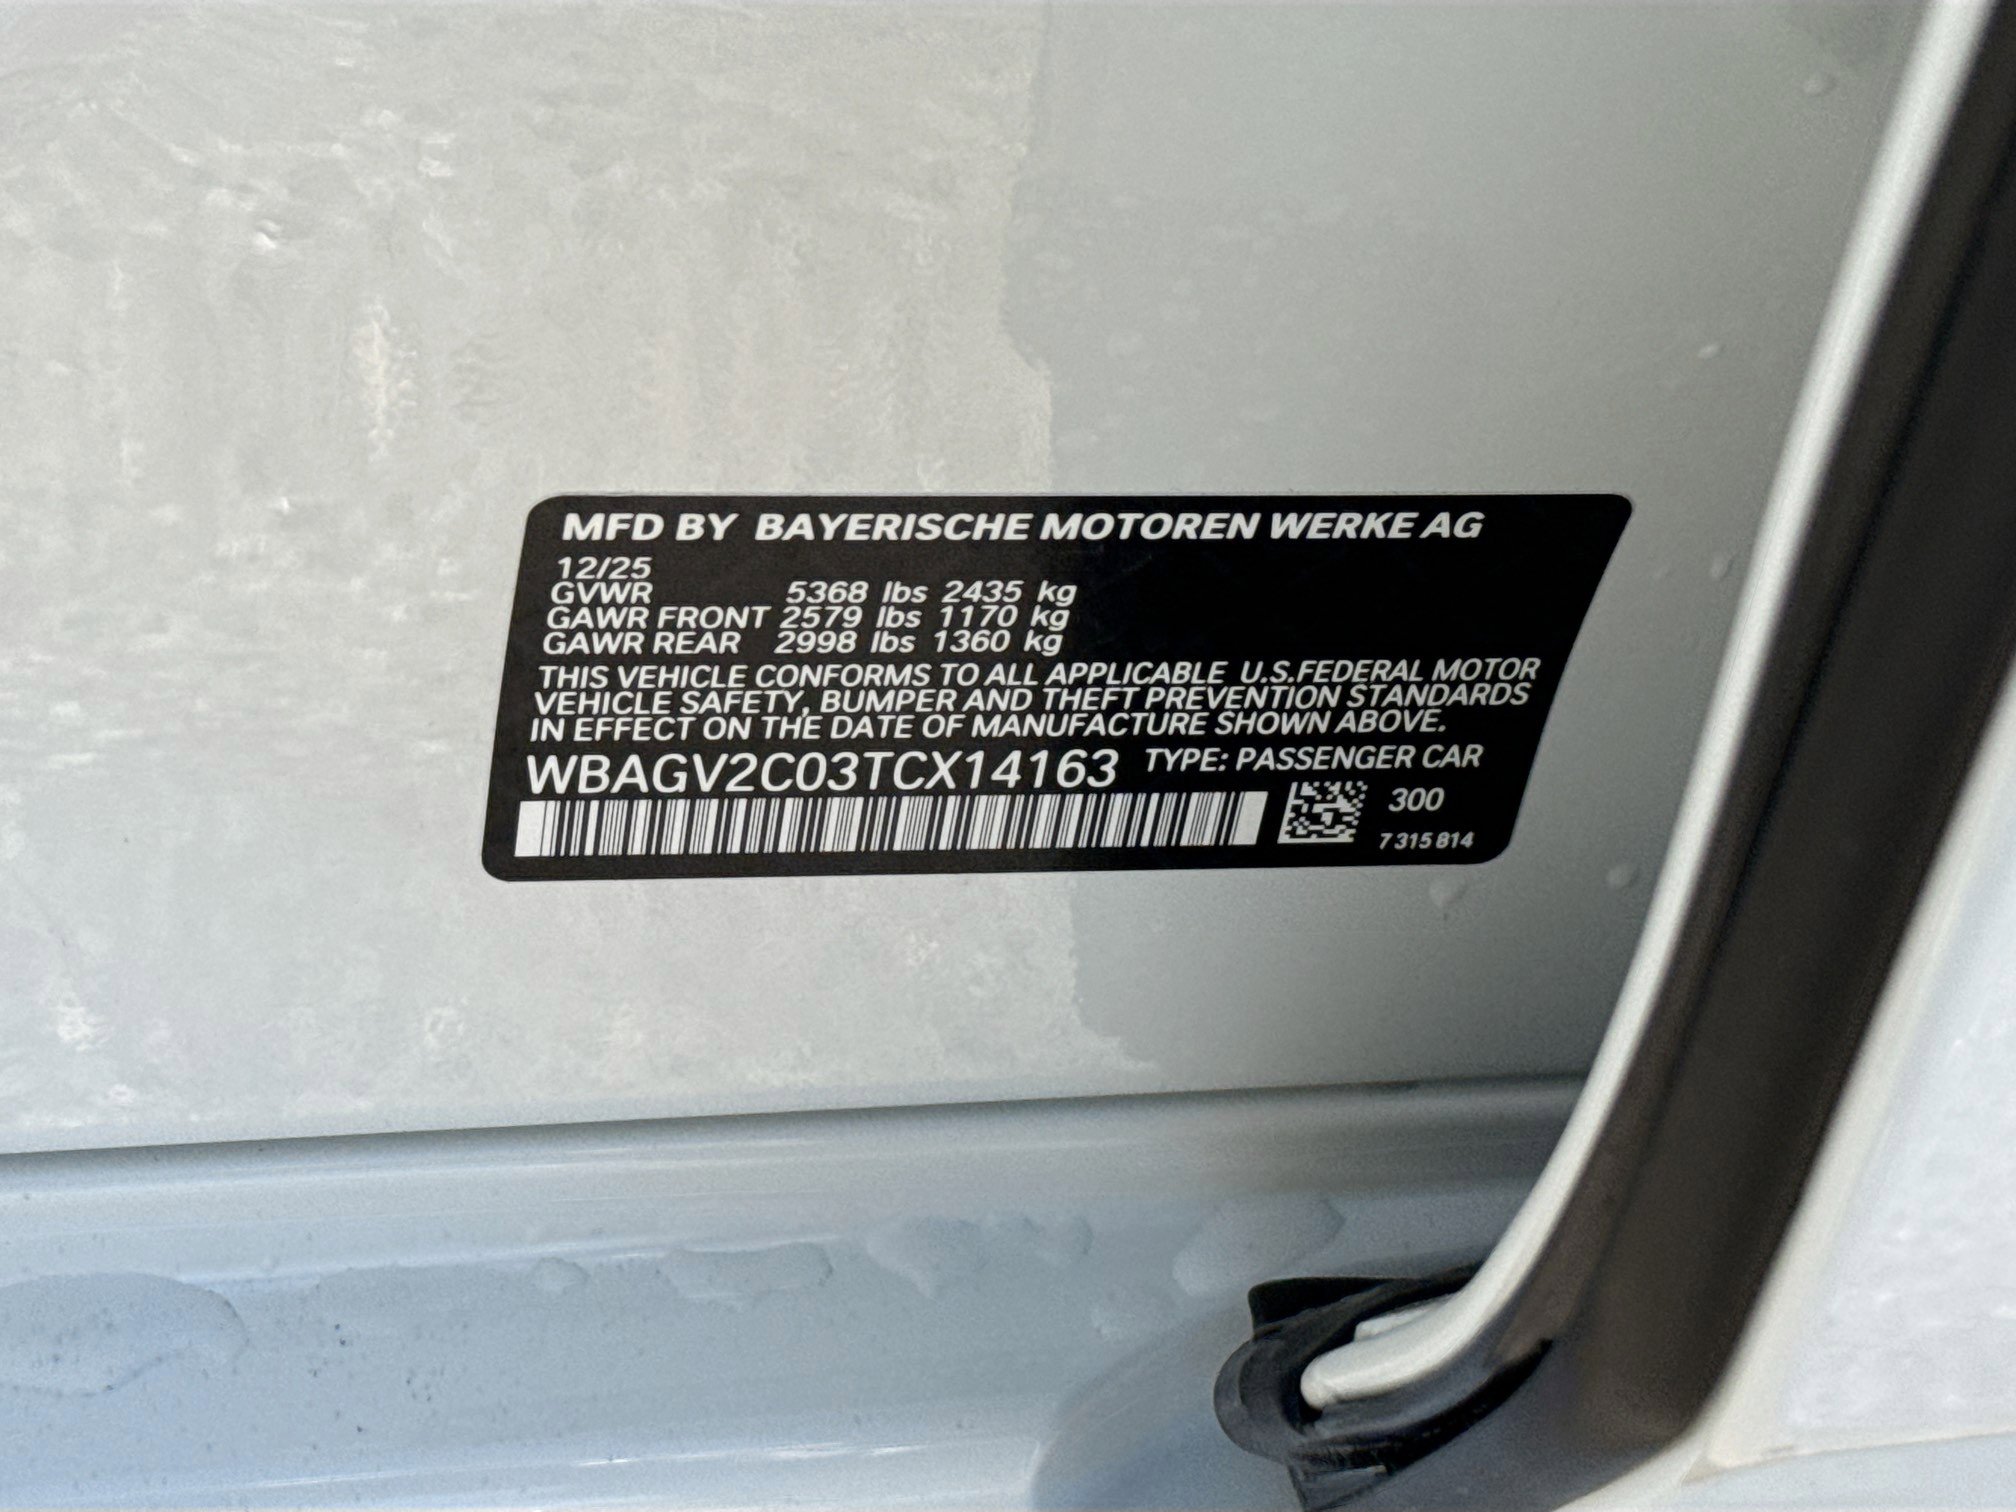 MFD BY BAYERISCHE MOTOREN WERKE AG
12/25
GVWR 5368 lbs 2435 kg
GAWR FRONT 2579 lbs 1170 kg
GAWR REAR 2998 lbs 1360 kg
THIS VEHICLE CONFORMS TO ALL APPLICABLE U.S.FEDERAL MOTOR
VEHICLE SAFETY, BUMPER AND THEFT PREVENTION STANDARDS
IN EFFECT ON THE DATE OF MANUFACTURE SHOWN ABOVE.
WBAGV2C03TCX14163 TYPE: PASSENGER CAR
300
7 315 814